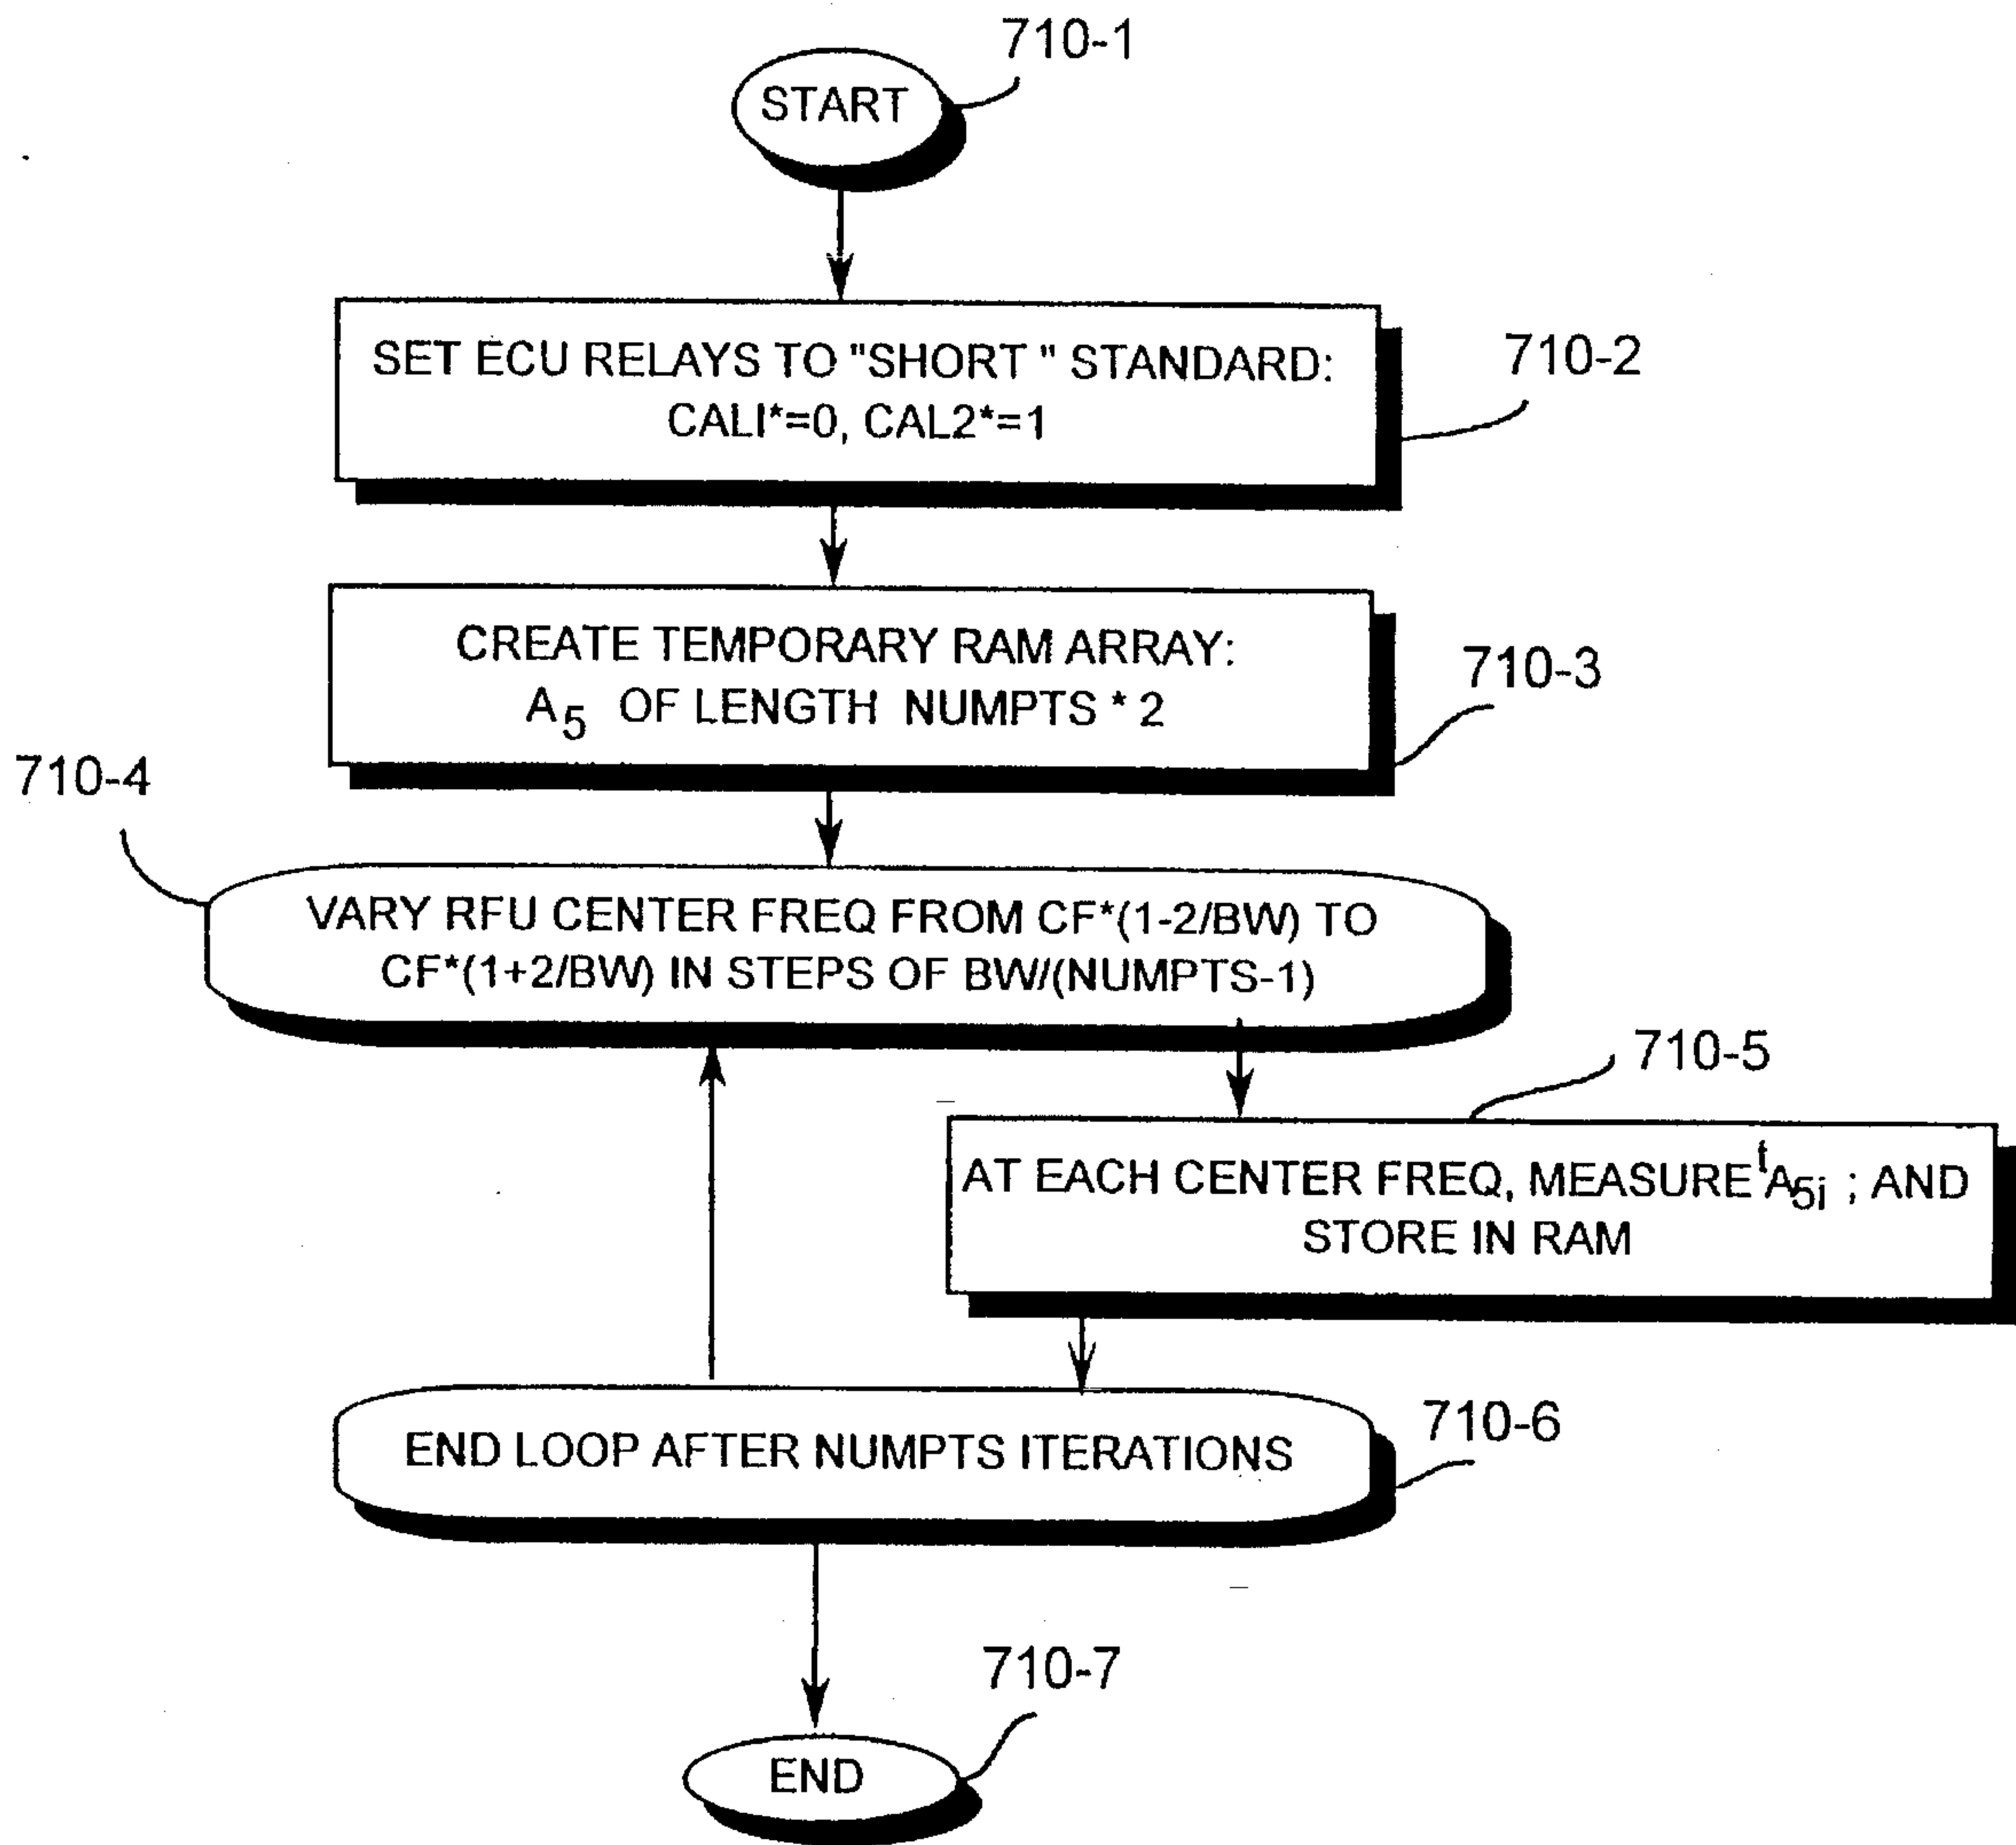 710-1
START
SET ECU RELAYS TO "SHORT " STANDARD:
CALI*=0, CAL2*=1
710-2
CREATE TEMPORARY RAM ARRAY:
A5 OF LENGTH NUMPTS * 2
710-3
710-4
VARY RFU CENTER FREQ FROM CF*(1-2/BW) TO
CF*(1+2/BW) IN STEPS OF BW/(NUMPTS-1)
710-5
AT EACH CENTER FREQ, MEASURE tA5i ; AND
STORE IN RAM
710-6
END LOOP AFTER NUMPTS ITERATIONS
710-7
END